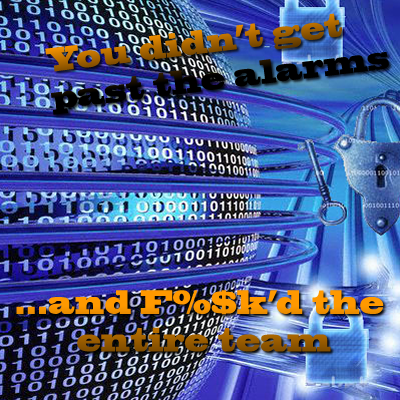 You didn't get
past the alarms
...and F%$k'd the
entire team